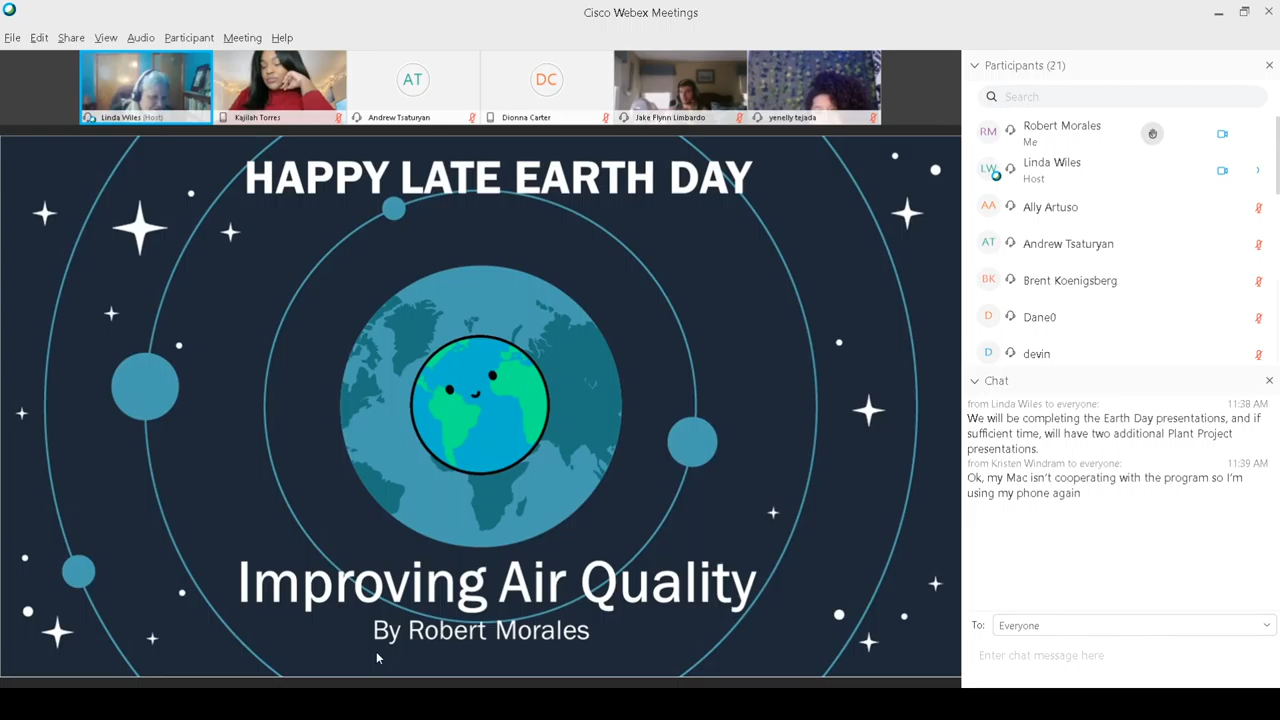 Cisco Webex Meetings
File Edit Share View Audio Participant Meeting Help
Linda Wiles (Host)
Kajilah Torres
AT
Andrew Tsaturyan
DC
Dionna Carter
Jake Flynn Limbardo
yenelly tejada
HAPPY LATE EARTH DAY
Improving Air Quality
By Robert Morales
Participants (21)
Search
RM Robert Morales
Me
LW Linda Wiles
Host
AA Ally Artuso
AT Andrew Tsaturyan
BK Brent Koenigsberg
D Dane0
D devin
Chat
from Linda Wiles to everyone: 11:38 AM
We will be completing the Earth Day presentations, and if
sufficient time, will have two additional Plant Project
presentations.
from Kristen Windram to everyone: 11:39 AM
Ok, my Mac isn't cooperating with the program so I'm
using my phone again
To: Everyone
Enter chat message here